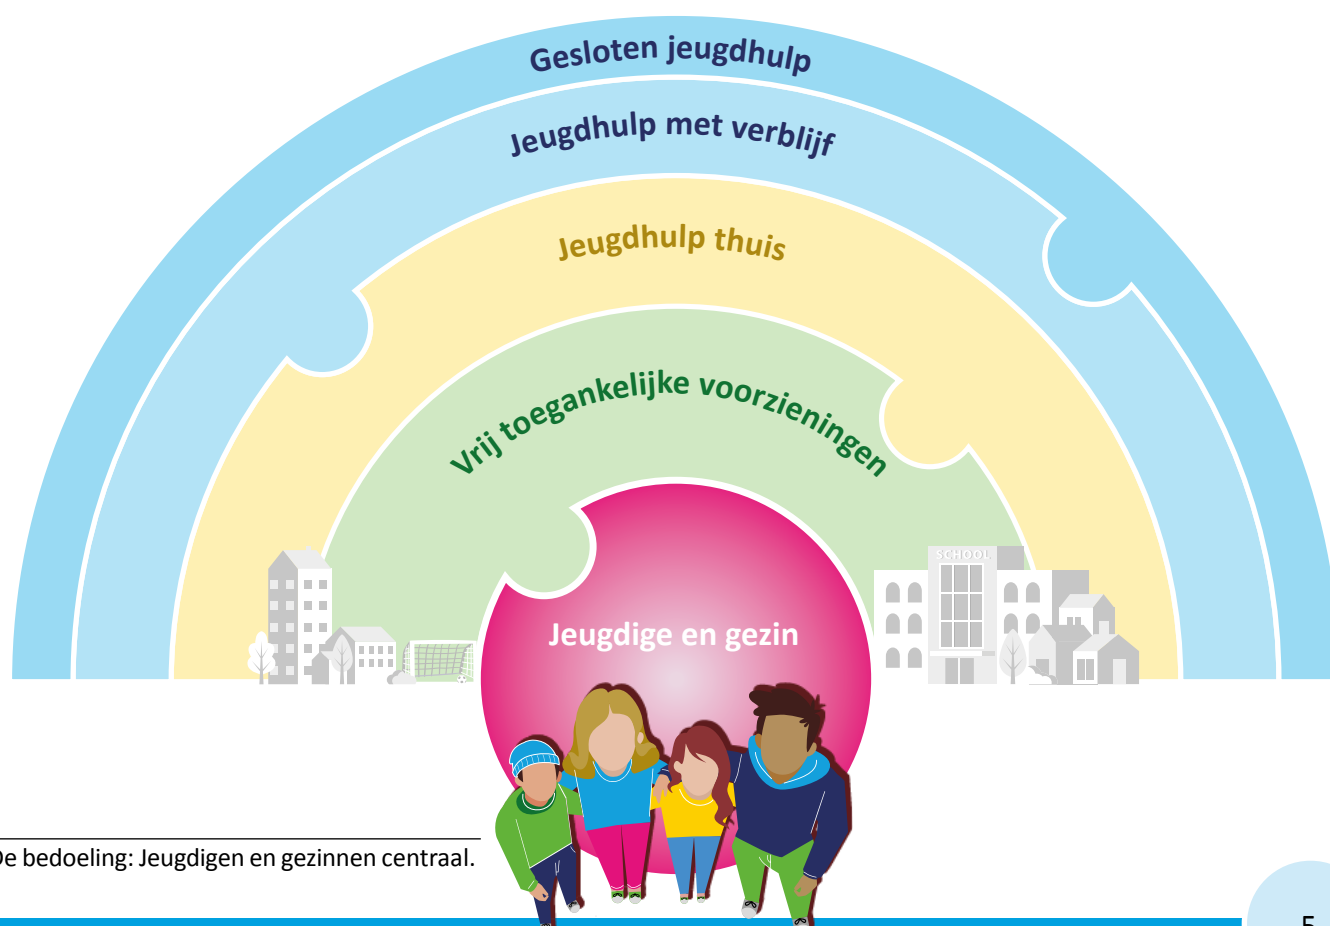 Gesloten jeugdhulp
Jeugdhulp met verblijf
Jeugdhulp thuis
Vrij toegankelijke voorzieningen
SCHOOL
Jeugdige en gezin
De bedoeling: Jeugdigen en gezinnen centraal.
5